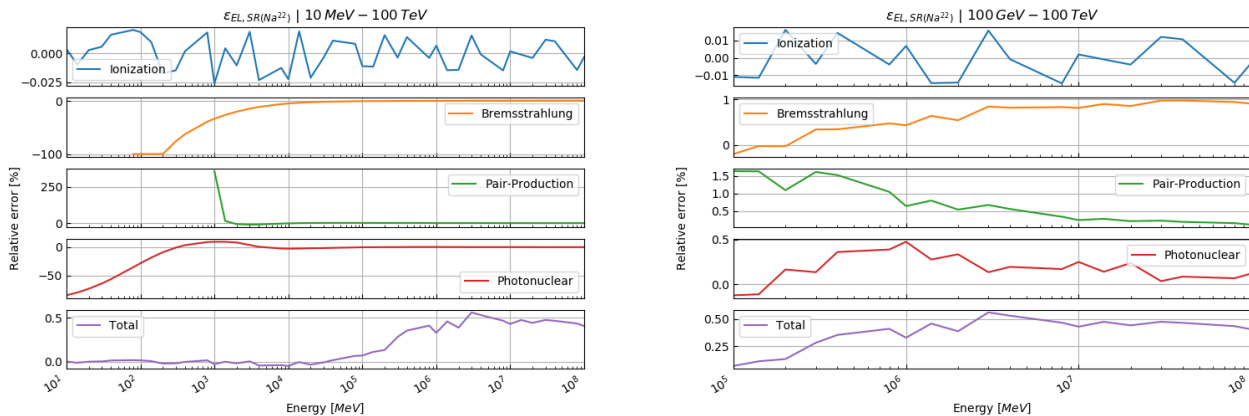 ε_{EL, SR(Na^{22})} | 10 MeV − 100 TeV
0.000
−0.025
Ionization
0
−100
Bremsstrahlung
250
0
Pair-Production
0
−50
Photonuclear
0.5
0.0
Total
Relative error [%]
10^1 10^2 10^3 10^4 10^5 10^6 10^7 10^8
Energy [MeV]
ε_{EL, SR(Na^{22})} | 100 GeV − 100 TeV
0.01
0.00
−0.01
Ionization
1
0
Bremsstrahlung
1.5
1.0
0.5
Pair-Production
0.5
0.0
Photonuclear
0.50
0.25
Total
Relative error [%]
10^5 10^6 10^7 10^8
Energy [MeV]